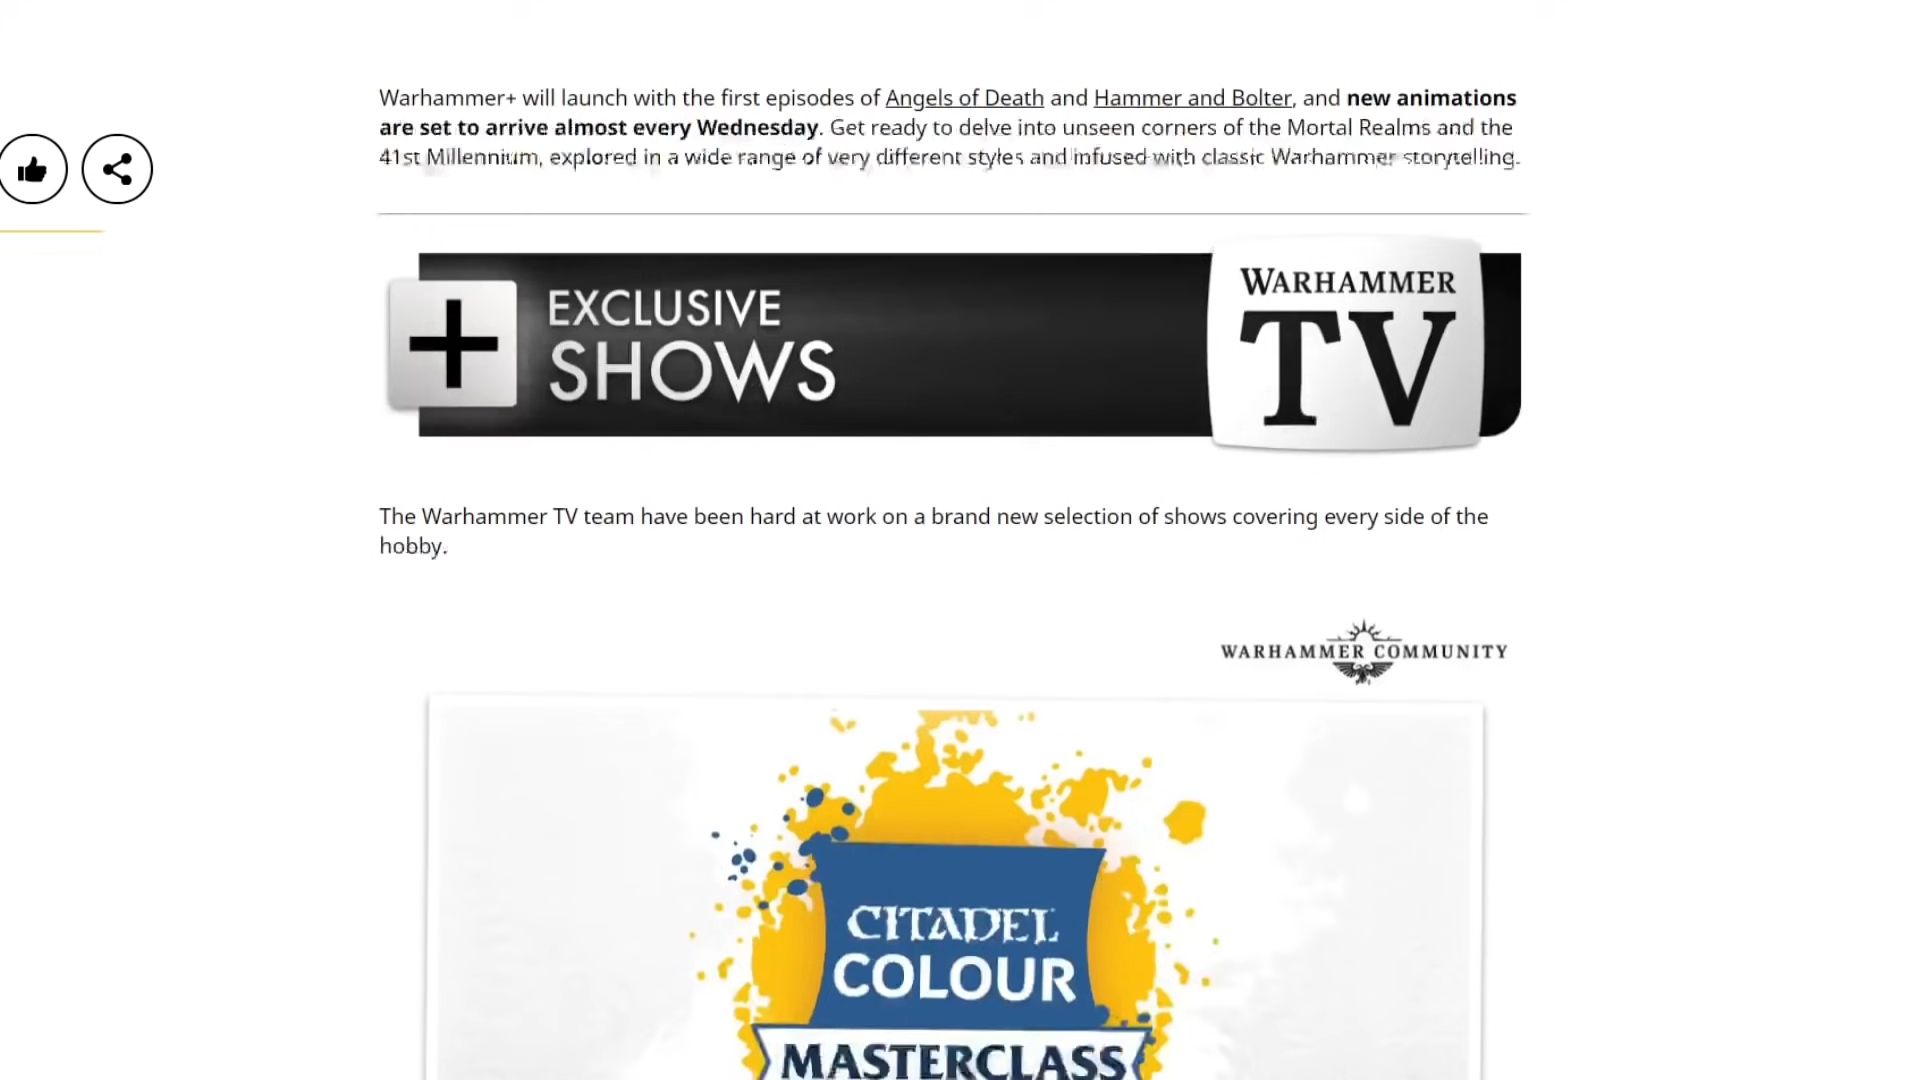 Warhammer+ will launch with the first episodes of Angels of Death and Hammer and Bolter, and new animations
are set to arrive almost every Wednesday. Get ready to delve into unseen corners of the Mortal Realms and the
41st Millennium, explored in a wide range of very different styles and infused with classic Warhammer storytelling.
EXCLUSIVE
SHOWS
WARHAMMER
TV
The Warhammer TV team have been hard at work on a brand new selection of shows covering every side of the
hobby.
WARHAMMER COMMUNITY
CITADEL
COLOUR
MASTERCLASS